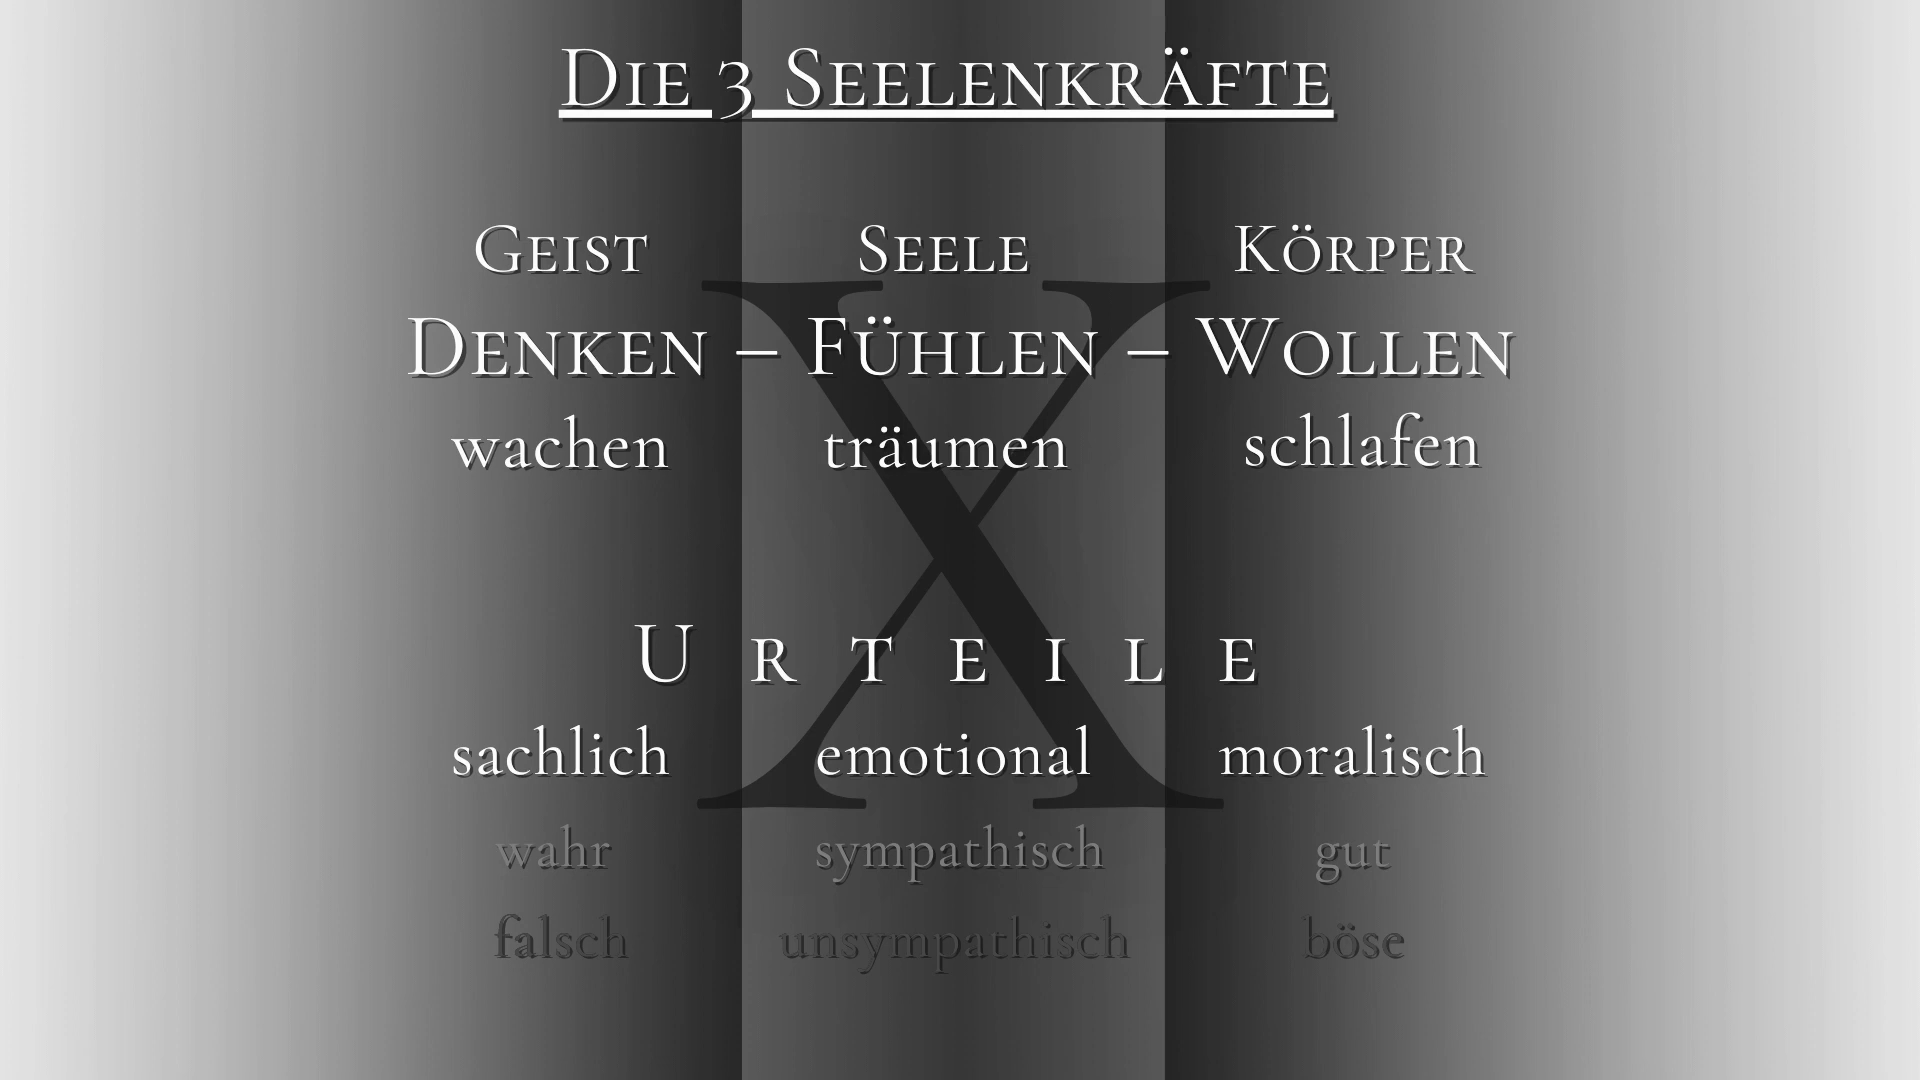 Die 3 Seelenkräfte
Geist Seele Körper
Denken – Fühlen – Wollen
wachen träumen schlafen
X
Urteile
sachlich emotional moralisch
wahr sympathisch gut
falsch unsympathisch böse